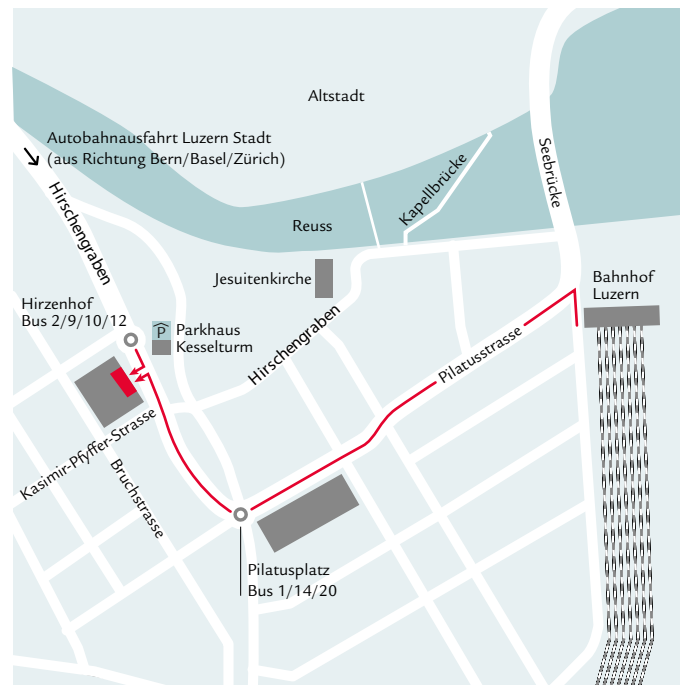 Altstadt
Autobahnausfahrt Luzern Stadt
(aus Richtung Bern/Basel/Zürich)
Seebrücke
Kapellbrücke
Hirschengraben
Reuss
Jesuitenkirche
Bahnhof
Luzern
Hirzenhof
Bus 2/9/10/12
P
Parkhaus
Kesselturm
Hirschengraben
Pilatusstrasse
Kasimir-Pfyffer-Strasse
Bruchstrasse
Pilatusplatz
Bus 1/14/20